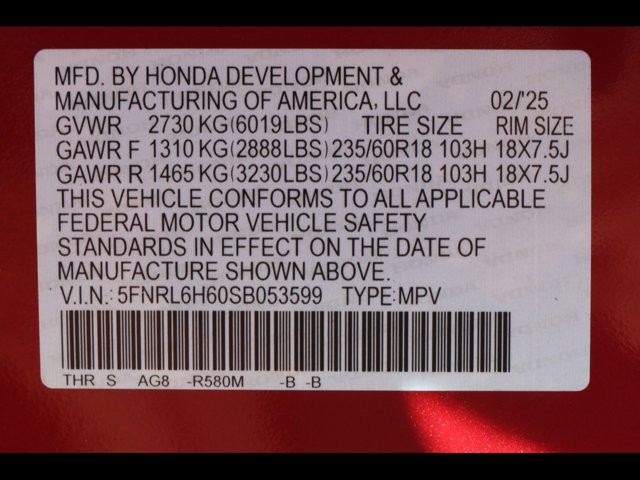 MFD. BY HONDA DEVELOPMENT &
MANUFACTURING OF AMERICA, LLC 02/'25
GVWR 2730 KG(6019LBS) TIRE SIZE RIM SIZE
GAWR F 1310 KG(2888LBS) 235/60R18 103H 18X7.5J
GAWR R 1465 KG(3230LBS) 235/60R18 103H 18X7.5J
THIS VEHICLE CONFORMS TO ALL APPLICABLE
FEDERAL MOTOR VEHICLE SAFETY
STANDARDS IN EFFECT ON THE DATE OF
MANUFACTURE SHOWN ABOVE.
V.I.N.: 5FNRL6H60SB053599 TYPE:MPV
THR S AG8 -R580M -B -B